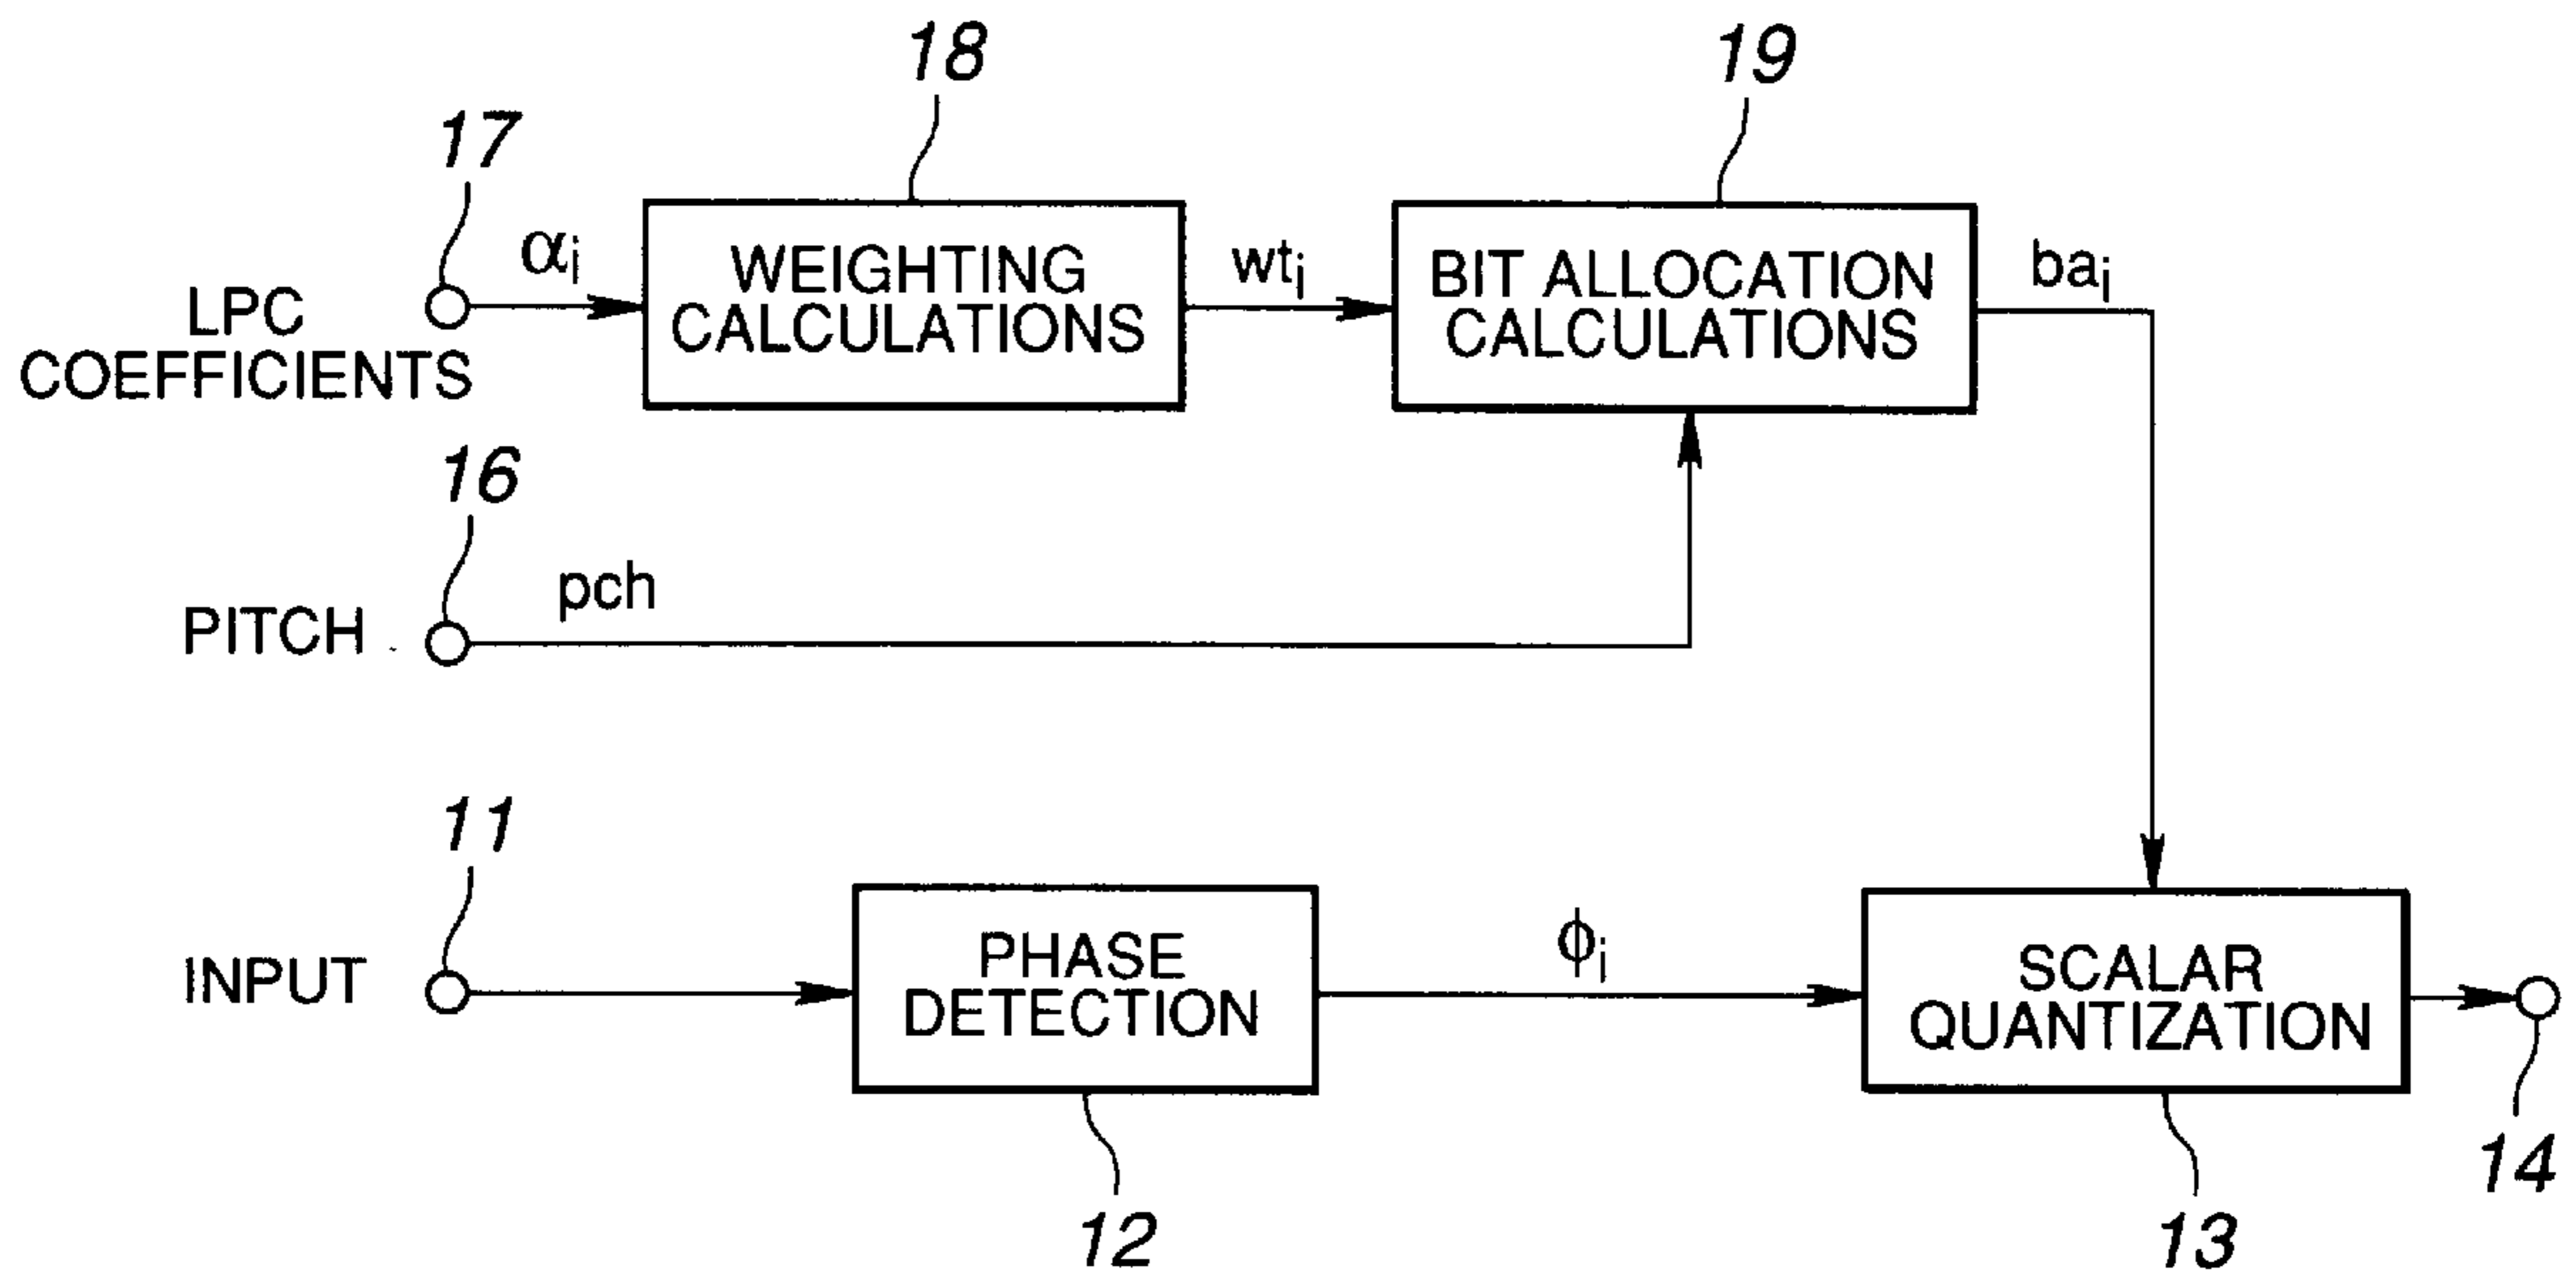 18
19
17
αi
WEIGHTING
CALCULATIONS
wti
BIT ALLOCATION
CALCULATIONS
bai
LPC
COEFFICIENTS
16
pch
PITCH
11
INPUT
PHASE
DETECTION
ϕi
SCALAR
QUANTIZATION
14
12
13